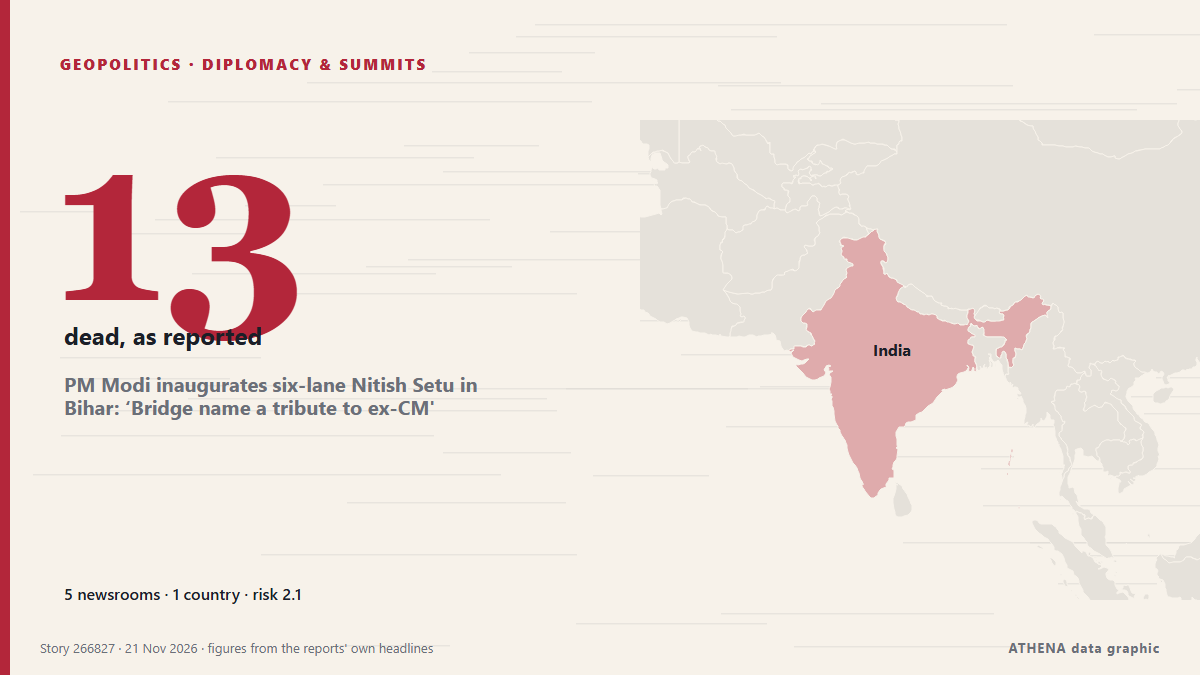 GEOPOLITICS · DIPLOMACY & SUMMITS
13
dead, as reported
PM Modi inaugurates six-lane Nitish Setu in
Bihar: ‘Bridge name a tribute to ex-CM'
India
5 newsrooms · 1 country · risk 2.1
Story 266827 · 21 Nov 2026 · figures from the reports' own headlines
ATHENA data graphic